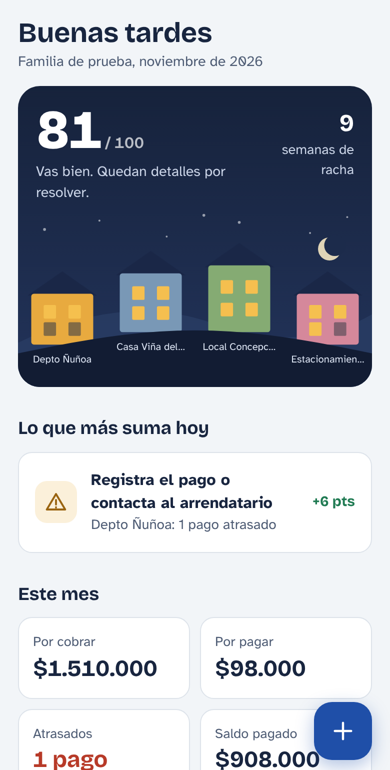 Buenas tardes
Familia de prueba, noviembre de 2026
81 / 100
9
semanas de
racha
Vas bien. Quedan detalles por
resolver.
Depto Ñuñoa
Casa Viña del...
Local Concepc...
Estacionamien...
Lo que más suma hoy
Registra el pago o
contacta al arrendatario
Depto Ñuñoa: 1 pago atrasado
+6 pts
Este mes
Por cobrar
$1.510.000
Por pagar
$98.000
Atrasados
1 pago
Saldo pagado
$908.000